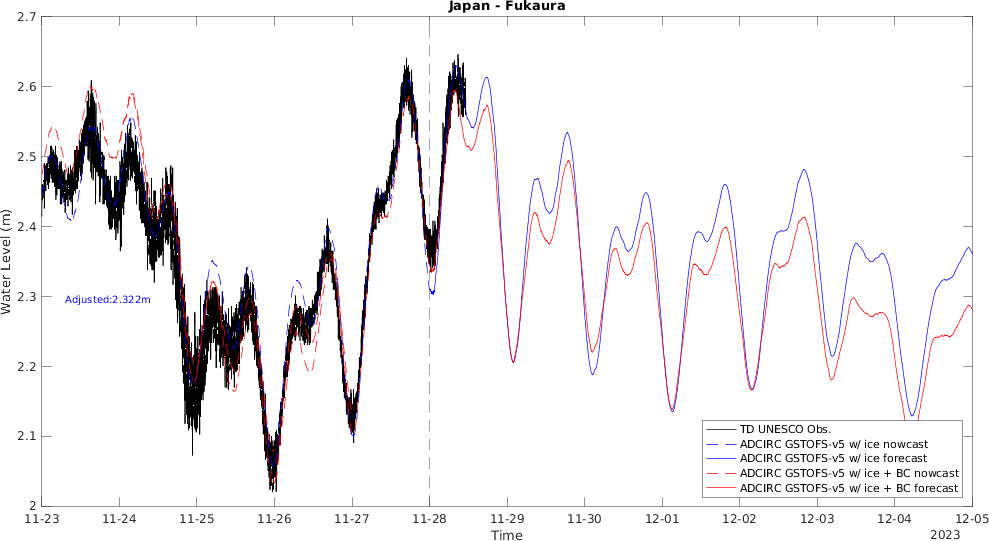 Japan - Fukaura
Water Level (m)
2.7
2.6
2.5
2.4
2.3
2.2
2.1
2
Adjusted:2.322m
TD UNESCO Obs.
ADCIRC GSTOFS-v5 w/ ice nowcast
ADCIRC GSTOFS-v5 w/ ice forecast
ADCIRC GSTOFS-v5 w/ ice + BC nowcast
ADCIRC GSTOFS-v5 w/ ice + BC forecast
11-23 11-24 11-25 11-26 11-27 11-28 11-29 11-30 12-01 12-02 12-03 12-04 12-05
Time
2023